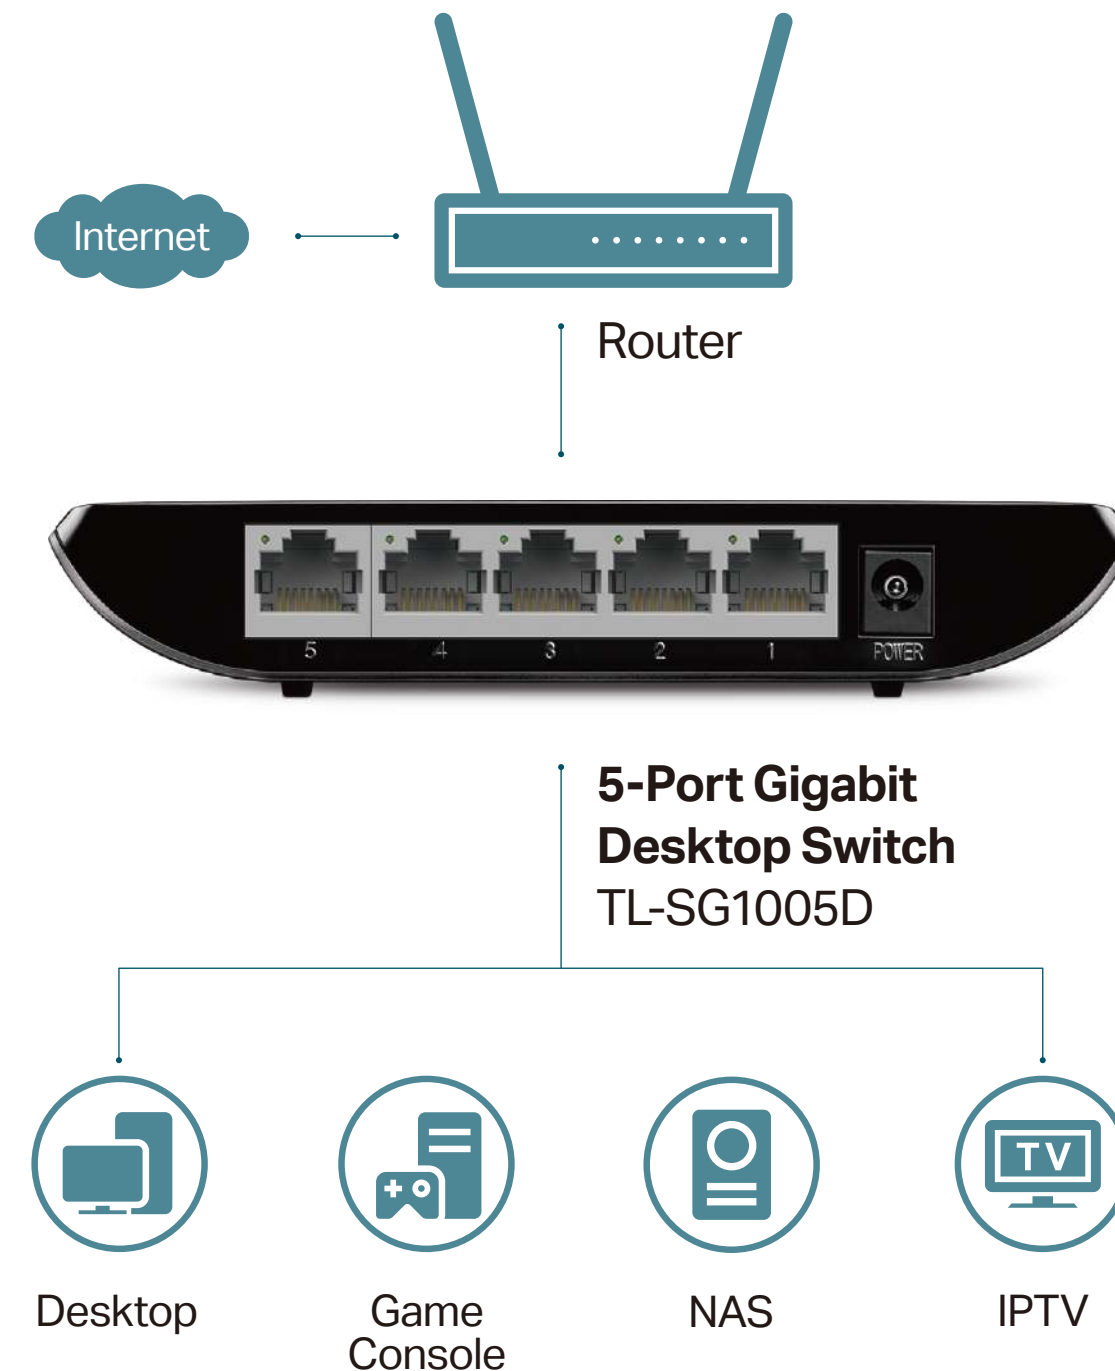 Internet
Router
5 4 3 2 1 POWER
5-Port Gigabit
Desktop Switch
TL-SG1005D
TV
Desktop
Game
Console
NAS
IPTV